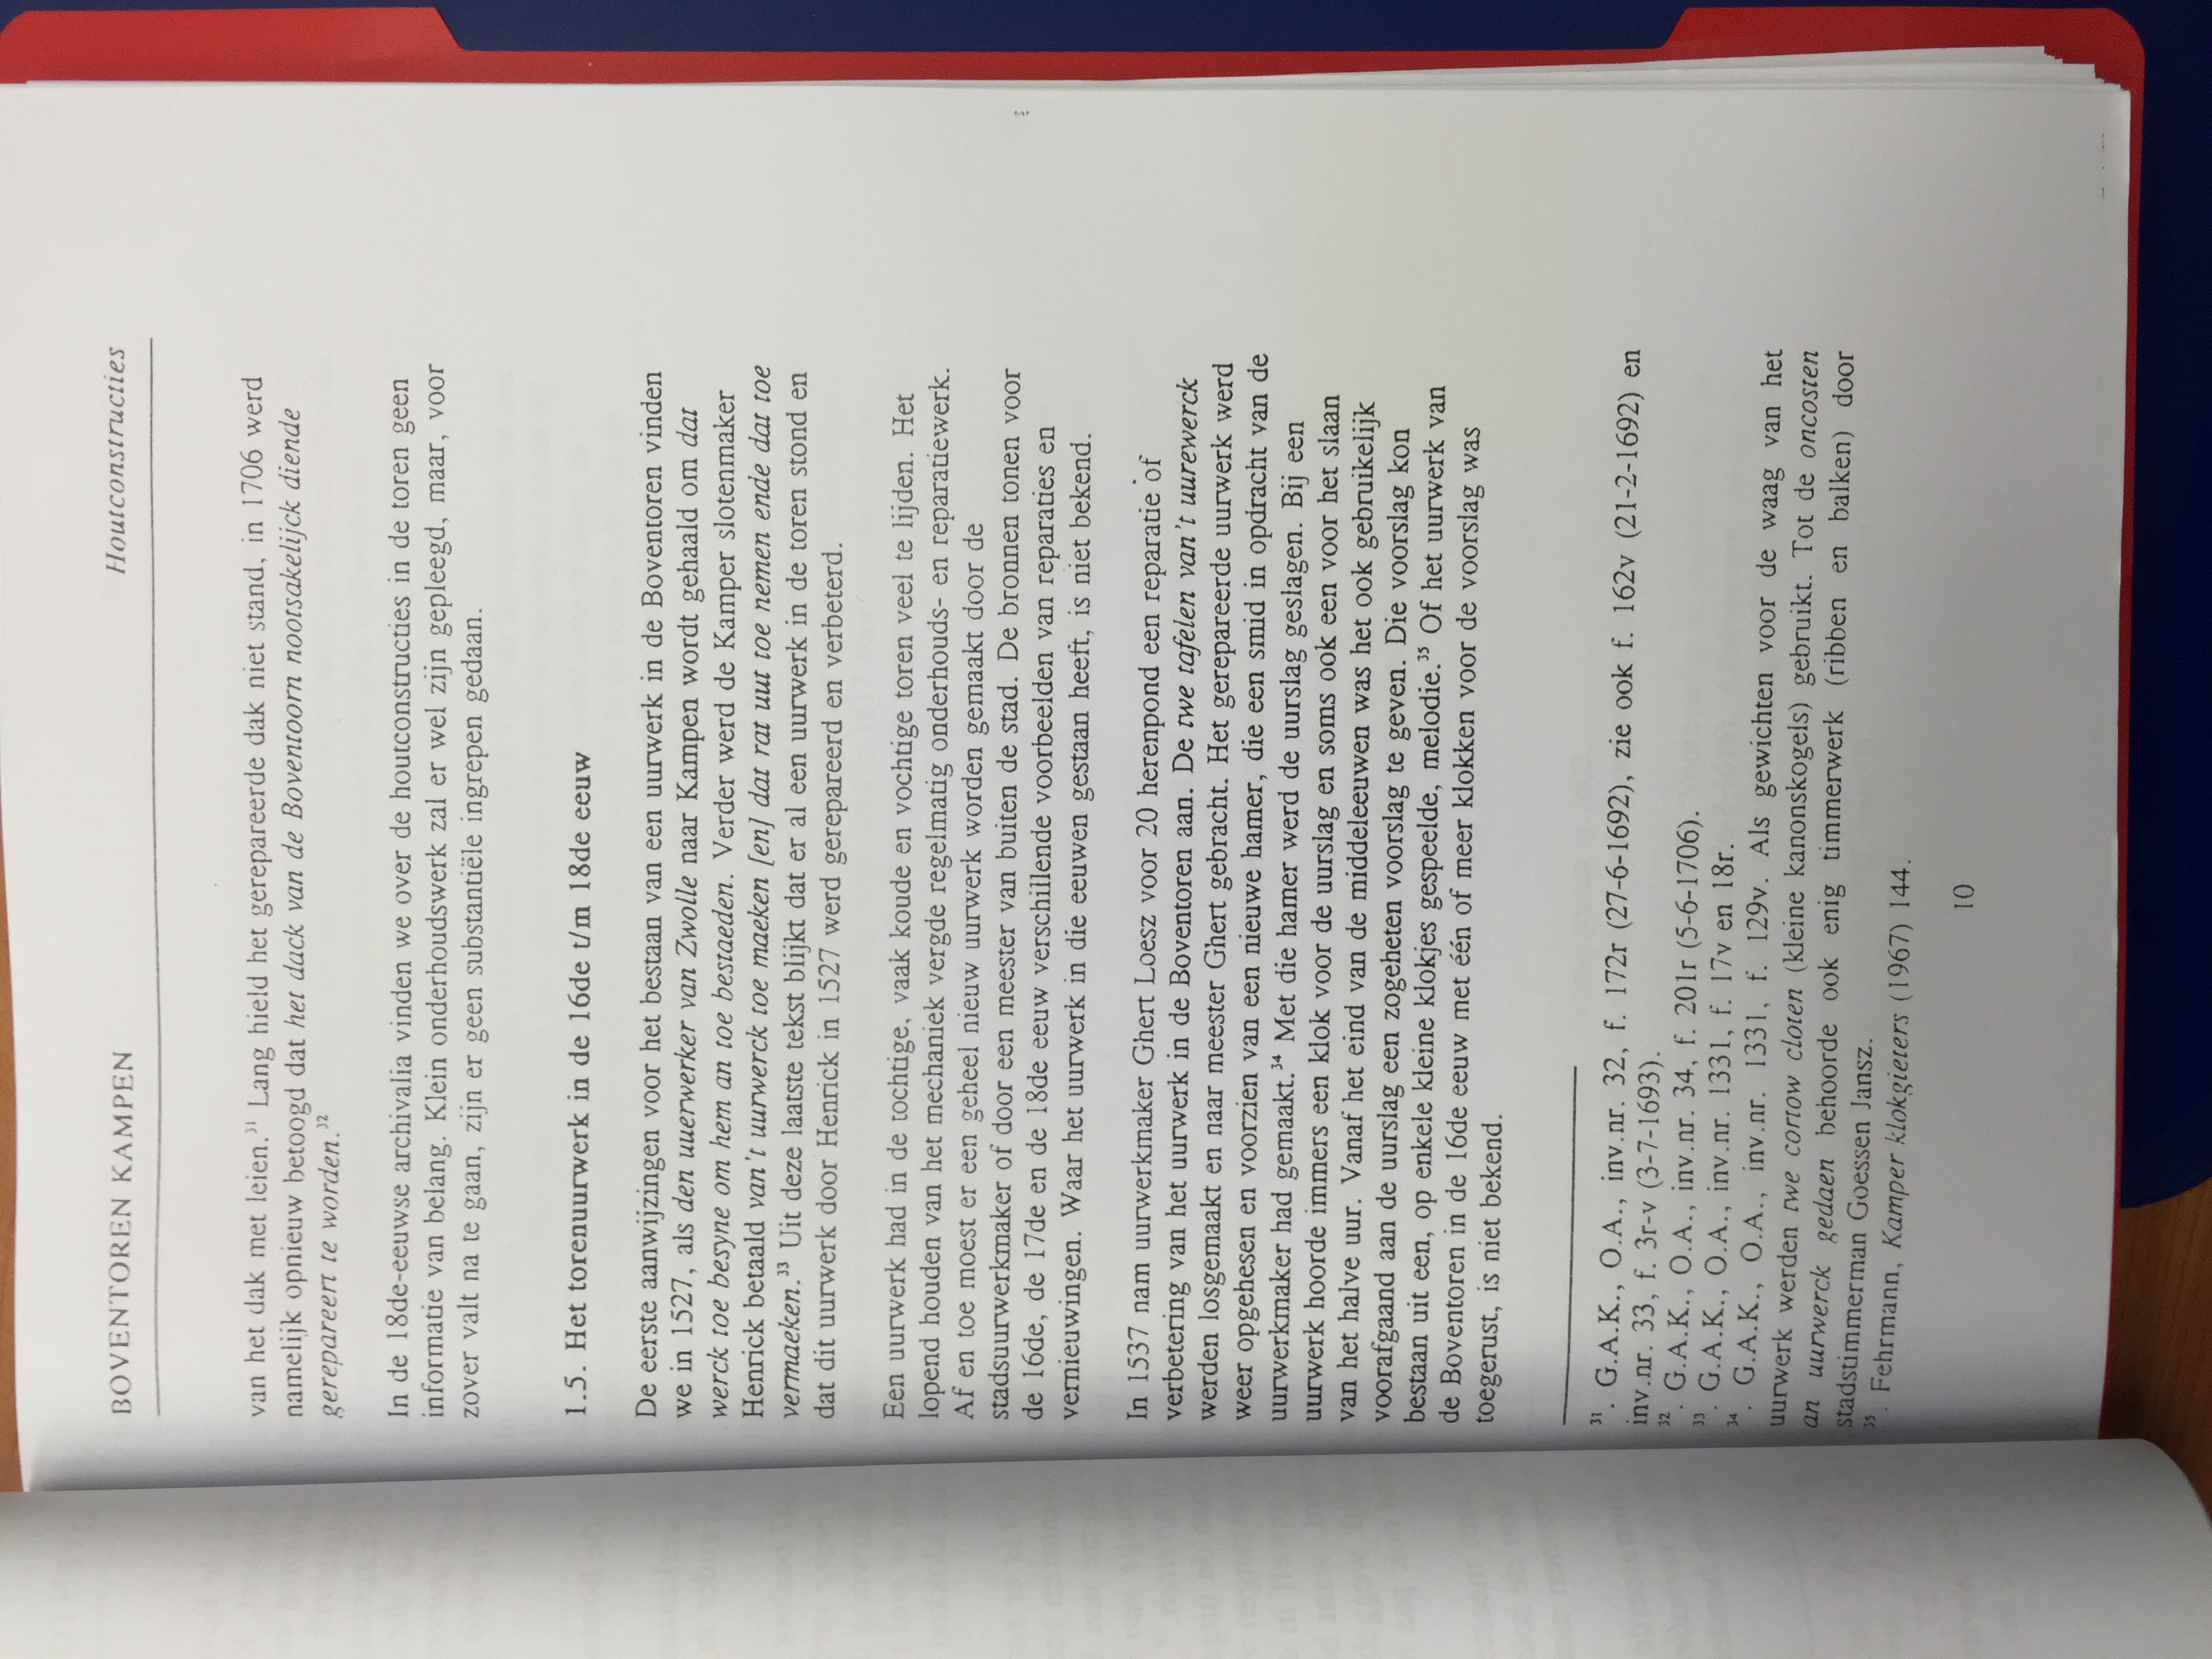 BOVENTOREN KAMPEN Houtconstructies
van het dak met leien.³¹ Lang hield het gerepareerde dak niet stand, in 1706 werd
namelijk opnieuw betoogd dat het dack van de Boventoorn nootsakelijck diende
gerepareert te worden.³²
In de 18de-eeuwse archivalia vinden we over de houtconstructies in de toren geen
informatie van belang. Klein onderhoudswerk zal er wel zijn gepleegd, maar, voor
zover valt na te gaan, zijn er geen substantiële ingrepen gedaan.
1.5. Het torenuurwerk in de 16de t/m 18de eeuw
De eerste aanwijzingen voor het bestaan van een uurwerk in de Boventoren vinden
we in 1527, als den uuerwerker van Zwolle naar Kampen wordt gehaald om dat
werck toe besyne om hem an toe bestaeden. Verder werd de Kamper slotenmaker
Henrick betaald van't uurwerck toe maeken [en] dat rat uut toe nemen ende dat toe
vermaeken.³³ Uit deze laatste tekst blijkt dat er al een uurwerk in de toren stond en
dat dit uurwerk door Henrick in 1527 werd gerepareerd en verbeterd.
Een uurwerk had in de tochtige, vaak koude en vochtige toren veel te lijden. Het
lopend houden van het mechaniek vergde regelmatig onderhouds- en reparatiewerk.
Af en toe moest er een geheel nieuw uurwerk worden gemaakt door de
stadsuurwerkmaker of door een meester van buiten de stad. De bronnen tonen voor
de 16de, de 17de en de 18de eeuw verschillende voorbeelden van reparaties en
vernieuwingen. Waar het uurwerk in die eeuwen gestaan heeft, is niet bekend.
In 1537 nam uurwerkmaker Ghert Loesz voor 20 herenpond een reparatie of
verbetering van het uurwerk in de Boventoren aan. De twe tafelen van't uurewerck
werden losgemaakt en naar meester Ghert gebracht. Het gerepareerde uurwerk werd
weer opgehesen en voorzien van een nieuwe hamer, die een smid in opdracht van de
uurwerkmaker had gemaakt.³⁴ Met die hamer werd de uurslag geslagen. Bij een
uurwerk hoorde immers een klok voor de uurslag en soms ook een voor het slaan
van het halve uur. Vanaf het eind van de middeleeuwen was het ook gebruikelijk
voorafgaand aan de uurslag een zogeheten voorslag te geven. Die voorslag kon
bestaan uit een, op enkele kleine klokjes gespeelde, melodie.³⁵ Of het uurwerk van
de Boventoren in de 16de eeuw met één of meer klokken voor de voorslag was
toegerust, is niet bekend.
³¹. G.A.K., O.A., inv.nr. 32, f. 172r (27-6-1692), zie ook f. 162v (21-2-1692) en
inv.nr. 33, f. 3r-v (3-7-1693).
³². G.A.K., O.A., inv.nr. 34, f. 201r (5-6-1706).
³³. G.A.K., O.A., inv.nr. 1331, f. 17v en 18r.
³⁴. G.A.K., O.A., inv.nr. 1331, f. 129v. Als gewichten voor de waag van het
uurwerk werden twe corrow cloten (kleine kanonskogels) gebruikt. Tot de oncosten
an uurwerck gedaen behoorde ook enig timmerwerk (ribben en balken) door
stadstimmerman Goessen Jansz.
³⁵. Fehrmann, Kamper klokgieters (1967) 144.
10